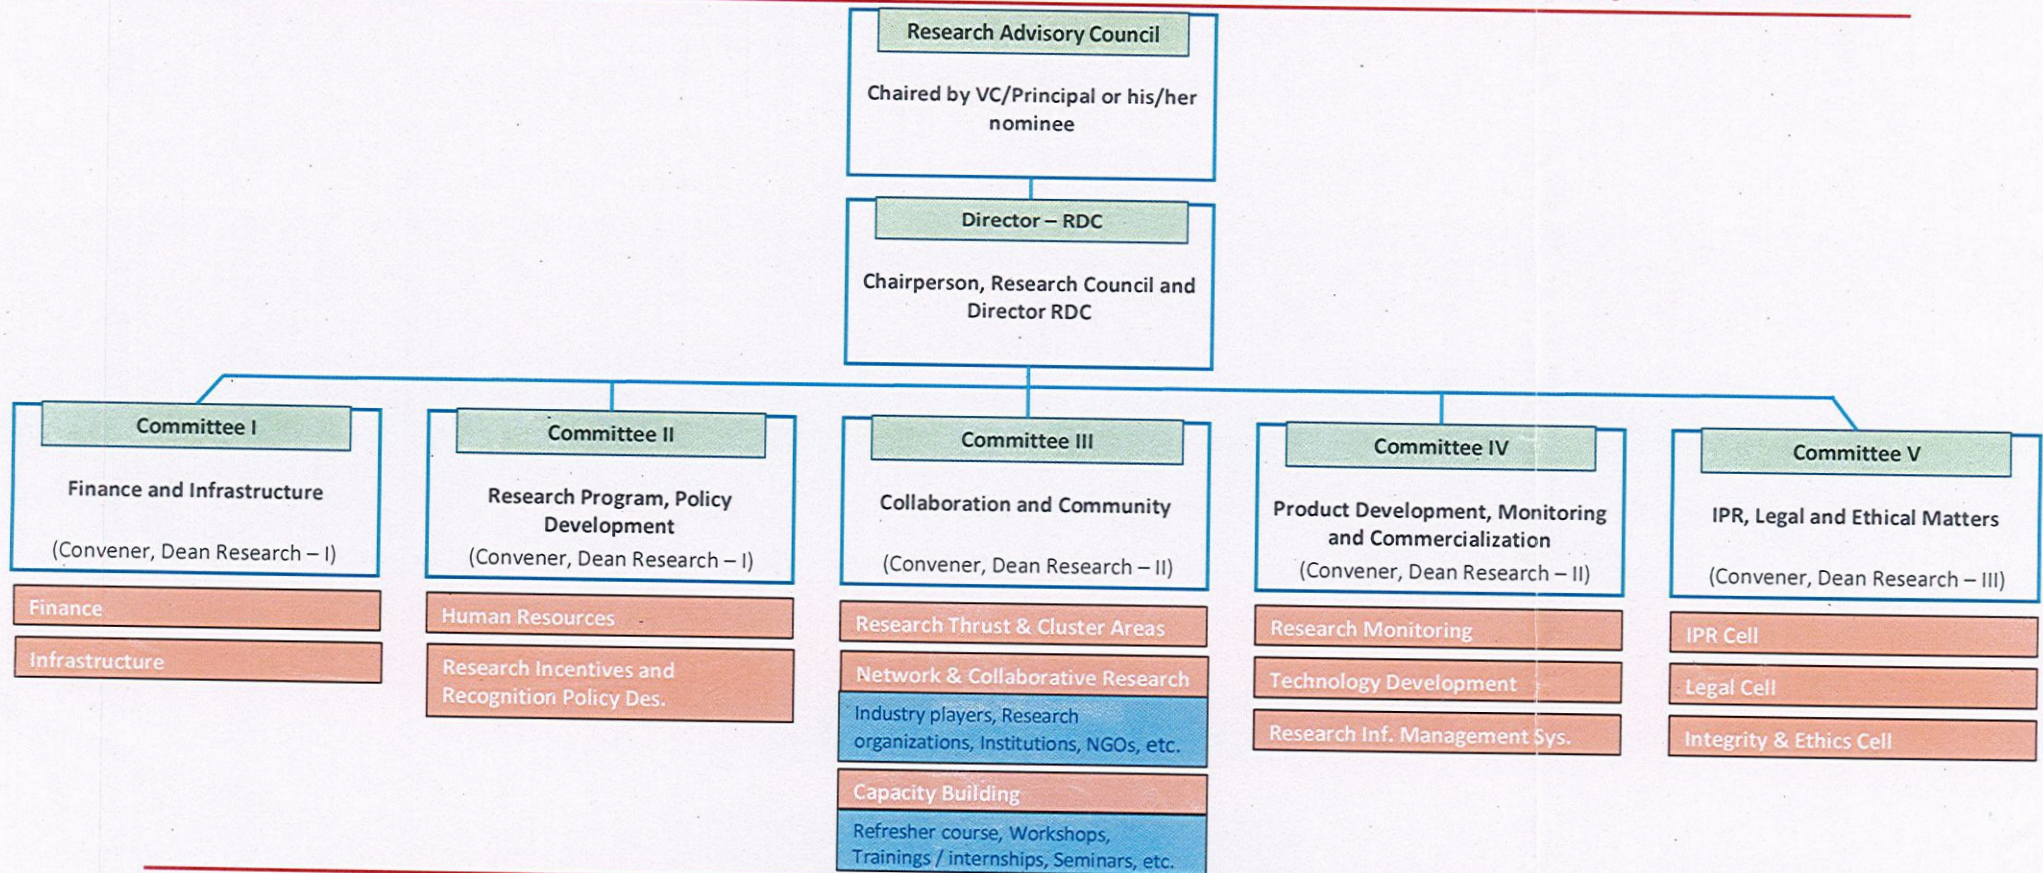 Research Advisory Council
Chaired by VC/Principal or his/her
nominee
Director – RDC
Chairperson, Research Council and
Director RDC
Committee I
Finance and Infrastructure
(Convener, Dean Research – I)
Finance
Infrastructure
Committee II
Research Program, Policy
Development
(Convener, Dean Research – I)
Human Resources
Research Incentives and
Recognition Policy Des.
Committee III
Collaboration and Community
(Convener, Dean Research – II)
Research Thrust & Cluster Areas
Network & Collaborative Research
Industry players, Research
organizations, Institutions, NGOs, etc.
Capacity Building
Refresher course, Workshops,
Trainings / internships, Seminars, etc.
Committee IV
Product Development, Monitoring
and Commercialization
(Convener, Dean Research – II)
Research Monitoring
Technology Development
Research Inf. Management Sys.
Committee V
IPR, Legal and Ethical Matters
(Convener, Dean Research – III)
IPR Cell
Legal Cell
Integrity & Ethics Cell